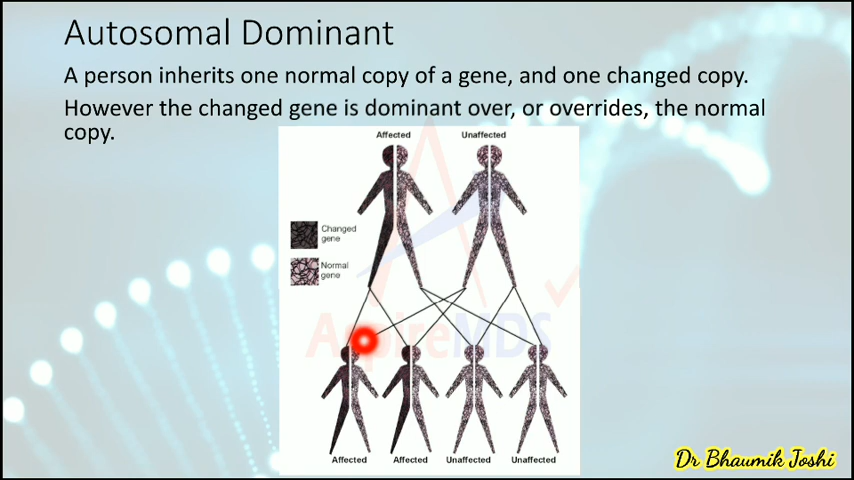 Autosomal Dominant
A person inherits one normal copy of a gene, and one changed copy.
However the changed gene is dominant over, or overrides, the normal
copy.
Affected Unaffected
Changed
gene
Normal
gene
AspireMDS
Affected Affected Unaffected Unaffected
Dr Bhaumik Joshi